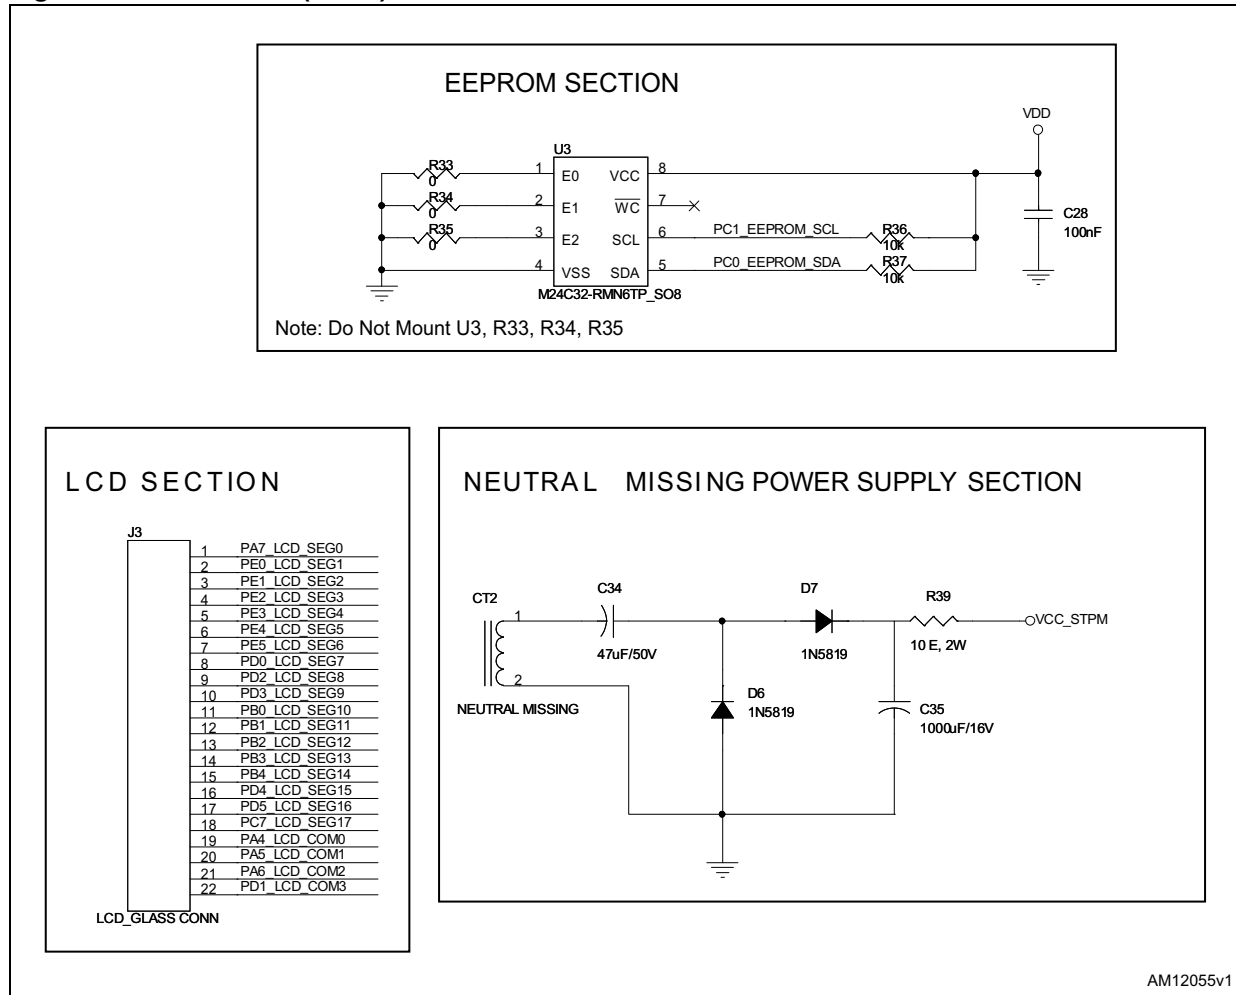 EEPROM SECTION
VDD
U3
R33
0
1
E0
VCC
8
R34
0
2
E1
WC
7
C28
100nF
R35
0
3
E2
SCL
6
PC1_EEPROM_SCL
R36
10k
4
VSS
SDA
5
PC0_EEPROM_SDA
R37
10k
M24C32-RMN6TP_SO8
Note: Do Not Mount U3, R33, R34, R35
LCD SECTION
J3
1 PA7_LCD_SEG0
2 PE0_LCD_SEG1
3 PE1_LCD_SEG2
4 PE2_LCD_SEG3
5 PE3_LCD_SEG4
6 PE4_LCD_SEG5
7 PE5_LCD_SEG6
8 PD0_LCD_SEG7
9 PD2_LCD_SEG8
10 PD3_LCD_SEG9
11 PB0_LCD_SEG10
12 PB1_LCD_SEG11
13 PB2_LCD_SEG12
14 PB3_LCD_SEG13
15 PB4_LCD_SEG14
16 PD4_LCD_SEG15
17 PD5_LCD_SEG16
18 PC7_LCD_SEG17
19 PA4_LCD_COM0
20 PA5_LCD_COM1
21 PA6_LCD_COM2
22 PD1_LCD_COM3
LCD_GLASS CONN
NEUTRAL MISSING POWER SUPPLY SECTION
CT2
1
2
NEUTRAL MISSING
C34
47uF/50V
D7
1N5819
R39
10 E, 2W
VCC_STPM
D6
1N5819
C35
1000uF/16V
AM12055v1